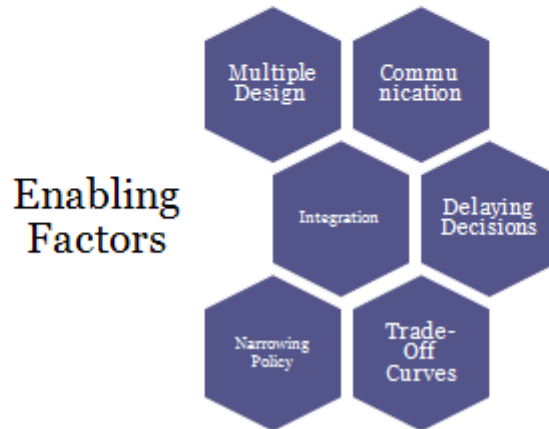 Multiple
Design
Commu
nication
Enabling
Factors
Integration
Delaying
Decisions
Narrowing
Policy
Trade-
Off
Curves